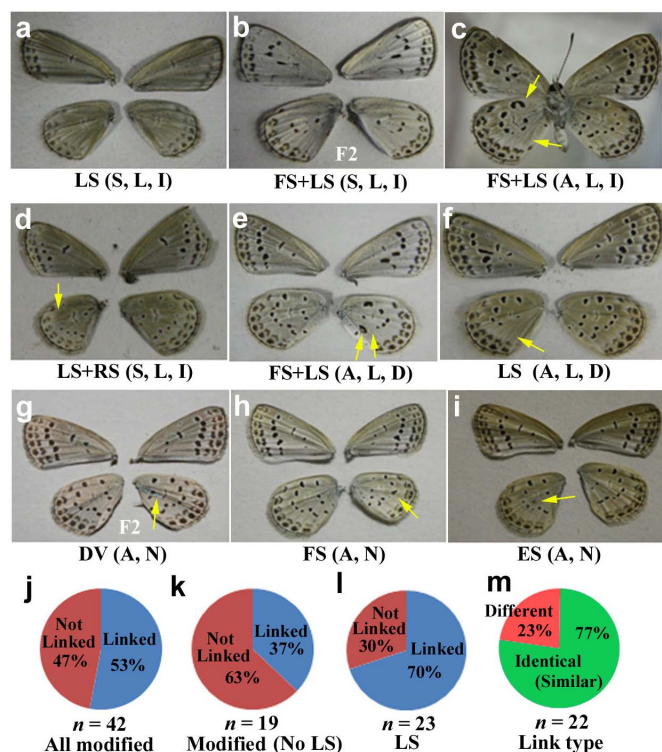 a
b
c
F2
LS (S, L, I)
FS+LS (S, L, I)
FS+LS (A, L, I)
d
e
f
LS+RS (S, L, I)
FS+LS (A, L, D)
LS (A, L, D)
g
h
i
F2
DV (A, N)
FS (A, N)
ES (A, N)
j
k
l
m
Not Linked 47%
Linked 53%
Not Linked 63%
Linked 37%
Not Linked 30%
Linked 70%
Different 23%
77% Identical (Similar)
n = 42
n = 19
n = 23
n = 22
All modified
Modified (No LS)
LS
Link type